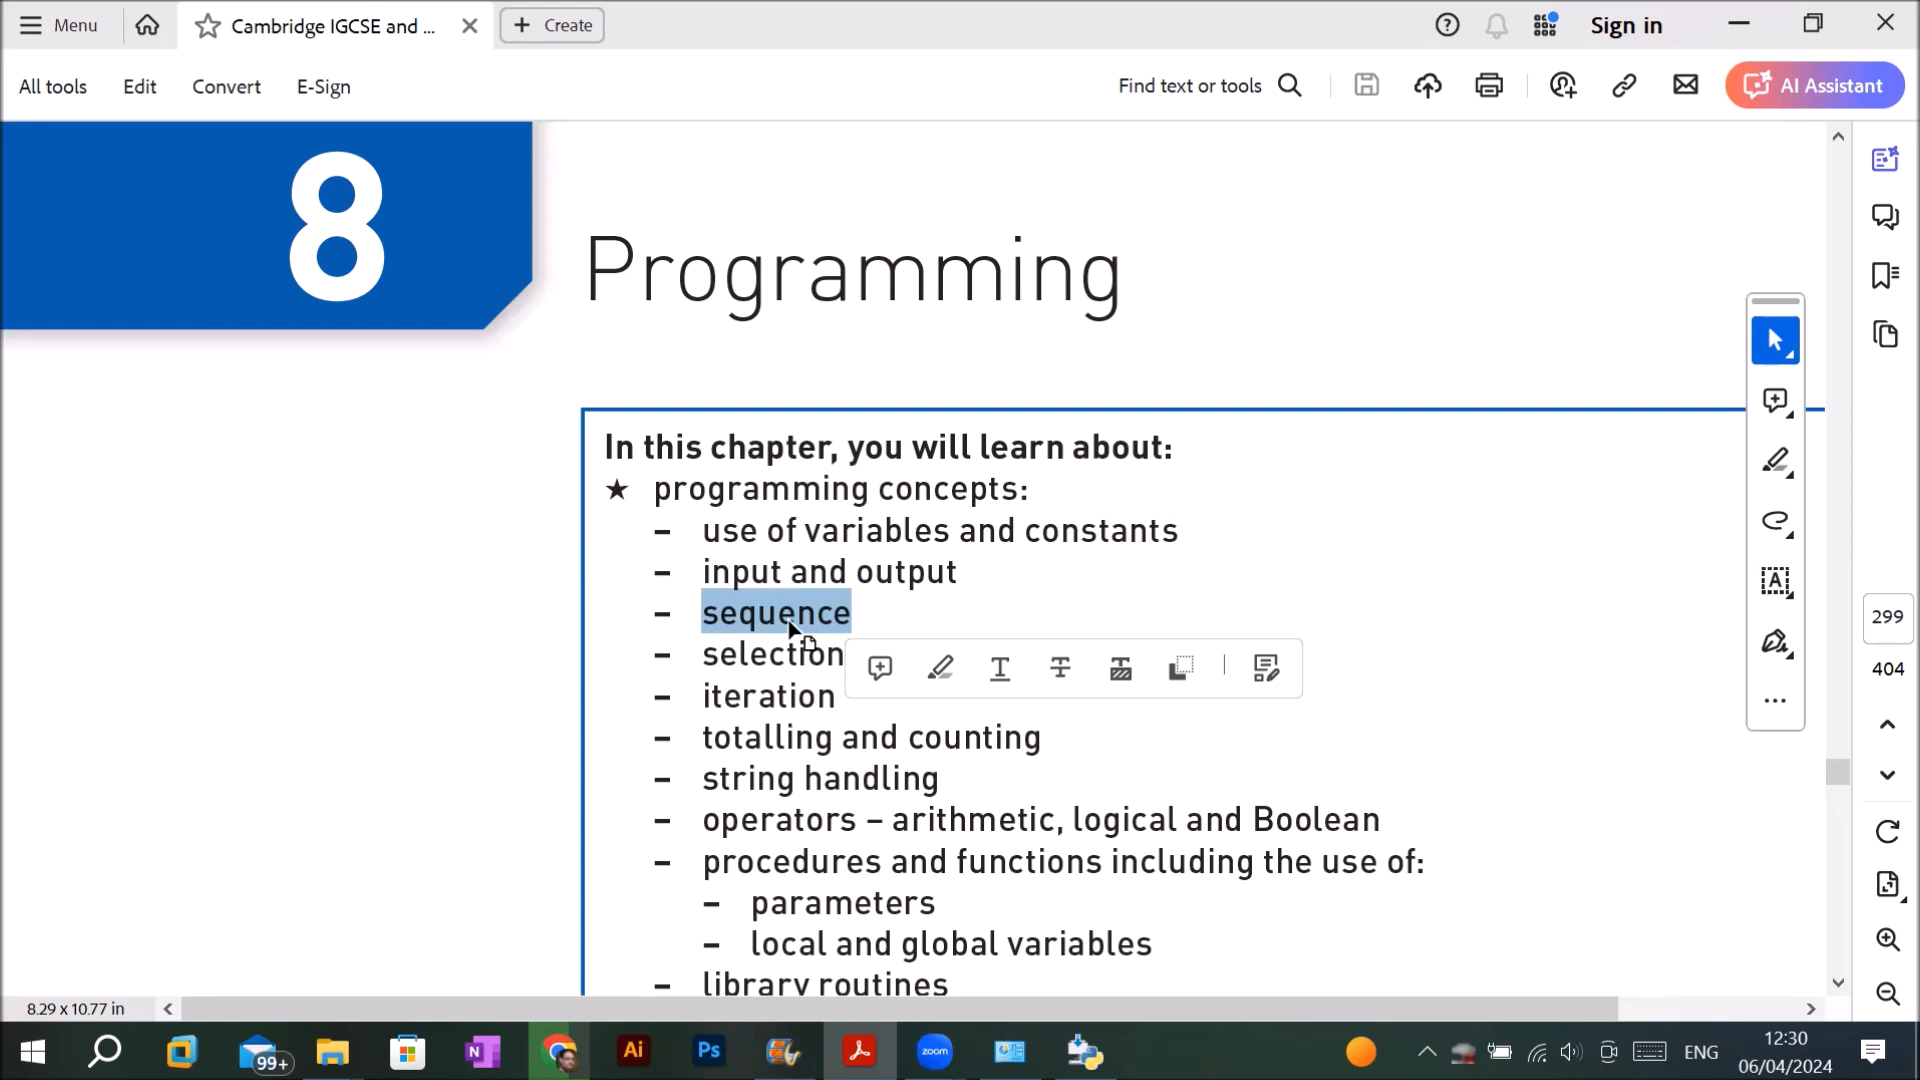 Menu
Cambridge IGCSE and ...
Create
Sign in
All tools
Edit
Convert
E-Sign
Find text or tools
AI Assistant
8
Programming
In this chapter, you will learn about:
★ programming concepts:
– use of variables and constants
– input and output
– sequence
– selection
– iteration
– totalling and counting
– string handling
– operators – arithmetic, logical and Boolean
– procedures and functions including the use of:
– parameters
– local and global variables
– library routines
299
404
8.29 x 10.77 in
99+
N
Ai
Ps
zoom
ENG
12:30
06/04/2024